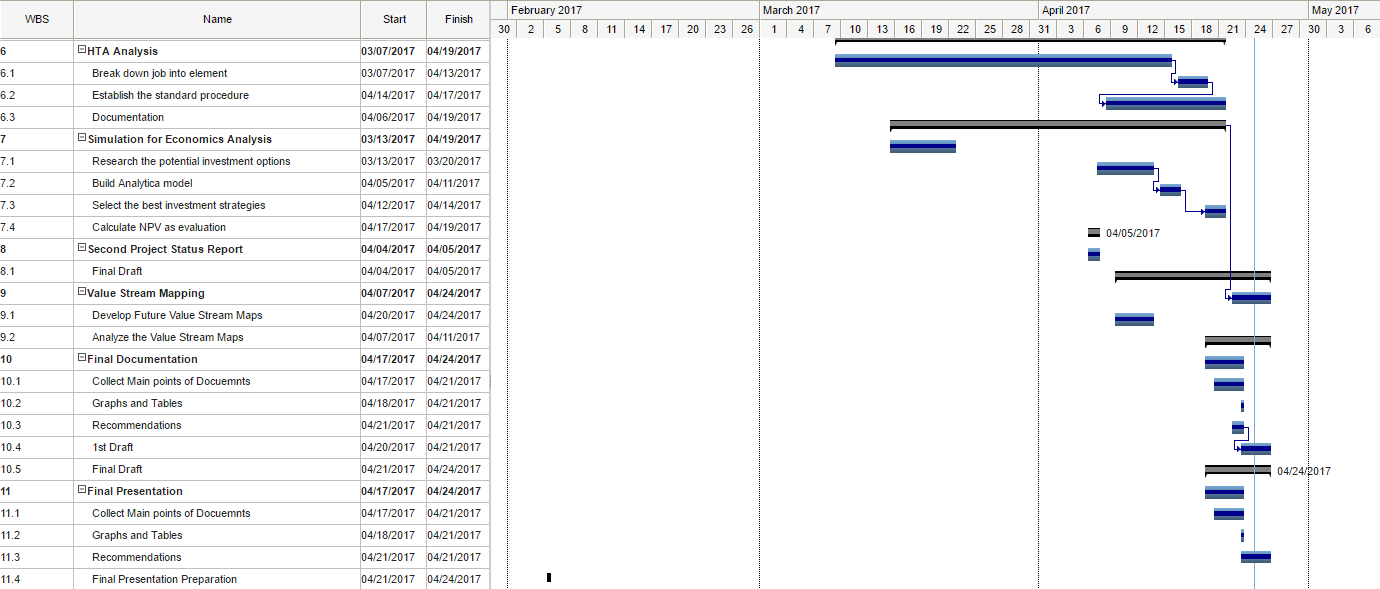 WBS Name Start Finish February 2017 March 2017 April 2017 May 2017
30 2 5 8 11 14 17 20 23 26 1 4 7 10 13 16 19 22 25 28 31 3 6 9 12 15 18 21 24 27 30 3 6
6 HTA Analysis 03/07/2017 04/19/2017
6.1 Break down job into element 03/07/2017 04/13/2017
6.2 Establish the standard procedure 04/14/2017 04/17/2017
6.3 Documentation 04/06/2017 04/19/2017
7 Simulation for Economics Analysis 03/13/2017 04/19/2017
7.1 Research the potential investment options 03/13/2017 03/20/2017
7.2 Build Analytica model 04/05/2017 04/11/2017
7.3 Select the best investment strategies 04/12/2017 04/14/2017
7.4 Calculate NPV as evaluation 04/17/2017 04/19/2017
04/05/2017
8 Second Project Status Report 04/04/2017 04/05/2017
8.1 Final Draft 04/04/2017 04/05/2017
9 Value Stream Mapping 04/07/2017 04/24/2017
9.1 Develop Future Value Stream Maps 04/20/2017 04/24/2017
9.2 Analyze the Value Stream Maps 04/07/2017 04/11/2017
10 Final Documentation 04/17/2017 04/24/2017
10.1 Collect Main points of Docuemnts 04/17/2017 04/21/2017
10.2 Graphs and Tables 04/18/2017 04/21/2017
10.3 Recommendations 04/21/2017 04/21/2017
10.4 1st Draft 04/20/2017 04/21/2017
10.5 Final Draft 04/21/2017 04/24/2017
04/24/2017
11 Final Presentation 04/17/2017 04/24/2017
11.1 Collect Main points of Docuemnts 04/17/2017 04/21/2017
11.2 Graphs and Tables 04/18/2017 04/21/2017
11.3 Recommendations 04/21/2017 04/21/2017
11.4 Final Presentation Preparation 04/21/2017 04/24/2017